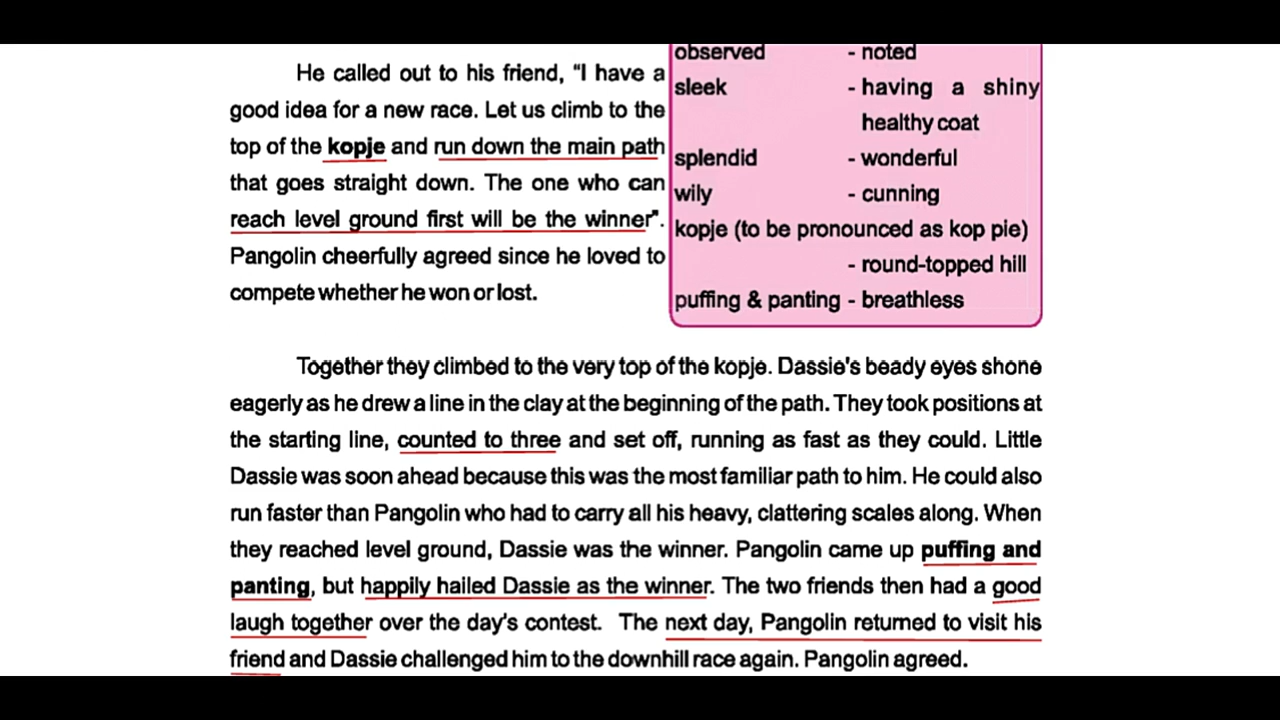 He called out to his friend, “I have a
good idea for a new race. Let us climb to the
top of the kopje and run down the main path
that goes straight down. The one who can
reach level ground first will be the winner”.
Pangolin cheerfully agreed since he loved to
compete whether he won or lost.
observed - noted
sleek - having a shiny
healthy coat
splendid - wonderful
wily - cunning
kopje (to be pronounced as kop pie)
- round-topped hill
puffing & panting - breathless
Together they climbed to the very top of the kopje. Dassie's beady eyes shone
eagerly as he drew a line in the clay at the beginning of the path. They took positions at
the starting line, counted to three and set off, running as fast as they could. Little
Dassie was soon ahead because this was the most familiar path to him. He could also
run faster than Pangolin who had to carry all his heavy, clattering scales along. When
they reached level ground, Dassie was the winner. Pangolin came up puffing and
panting, but happily hailed Dassie as the winner. The two friends then had a good
laugh together over the day's contest. The next day, Pangolin returned to visit his
friend and Dassie challenged him to the downhill race again. Pangolin agreed.